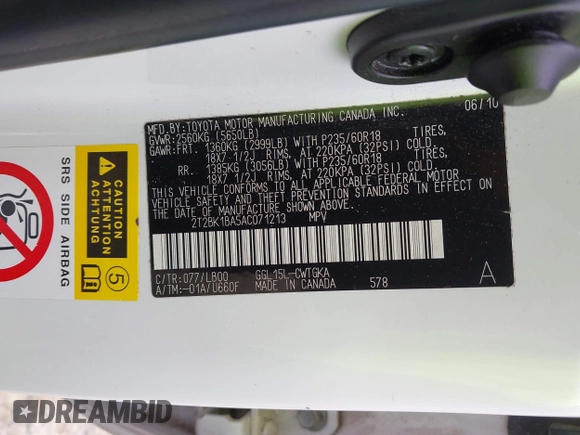 MFD.BY:TOYOTA MOTOR MANUFACTURING CANADA INC. 06/10
GVWR:2560KG (5650LB)
GAWR:FRT. 1360KG (2999LB) WITH P235/60R18 TIRES,
18X7 1/2J RIMS, AT 220KPA (32PSI) COLD
RR. 1385KG (3056LB) WITH P235/60R18 TIRES,
18X7 1/2J RIMS, AT 220KPA (32PSI) COLD
THIS VEHICLE CONFORMS TO ALL APPLICABLE FEDERAL MOTOR
VEHICLE SAFETY STANDARDS IN EFFECT ON THE DATE OF
MANUFACTURE SHOWN ABOVE.
2T2BK1BA5AC071213 MPV
C/TR:077/LB00 GGL15L-CWTGKA
A/TM:-01A/U660F MADE IN CANADA 578 A
SRS SIDE AIRBAG
CAUTION
ATTENTION
ACHTUNG
5
DREAMBID